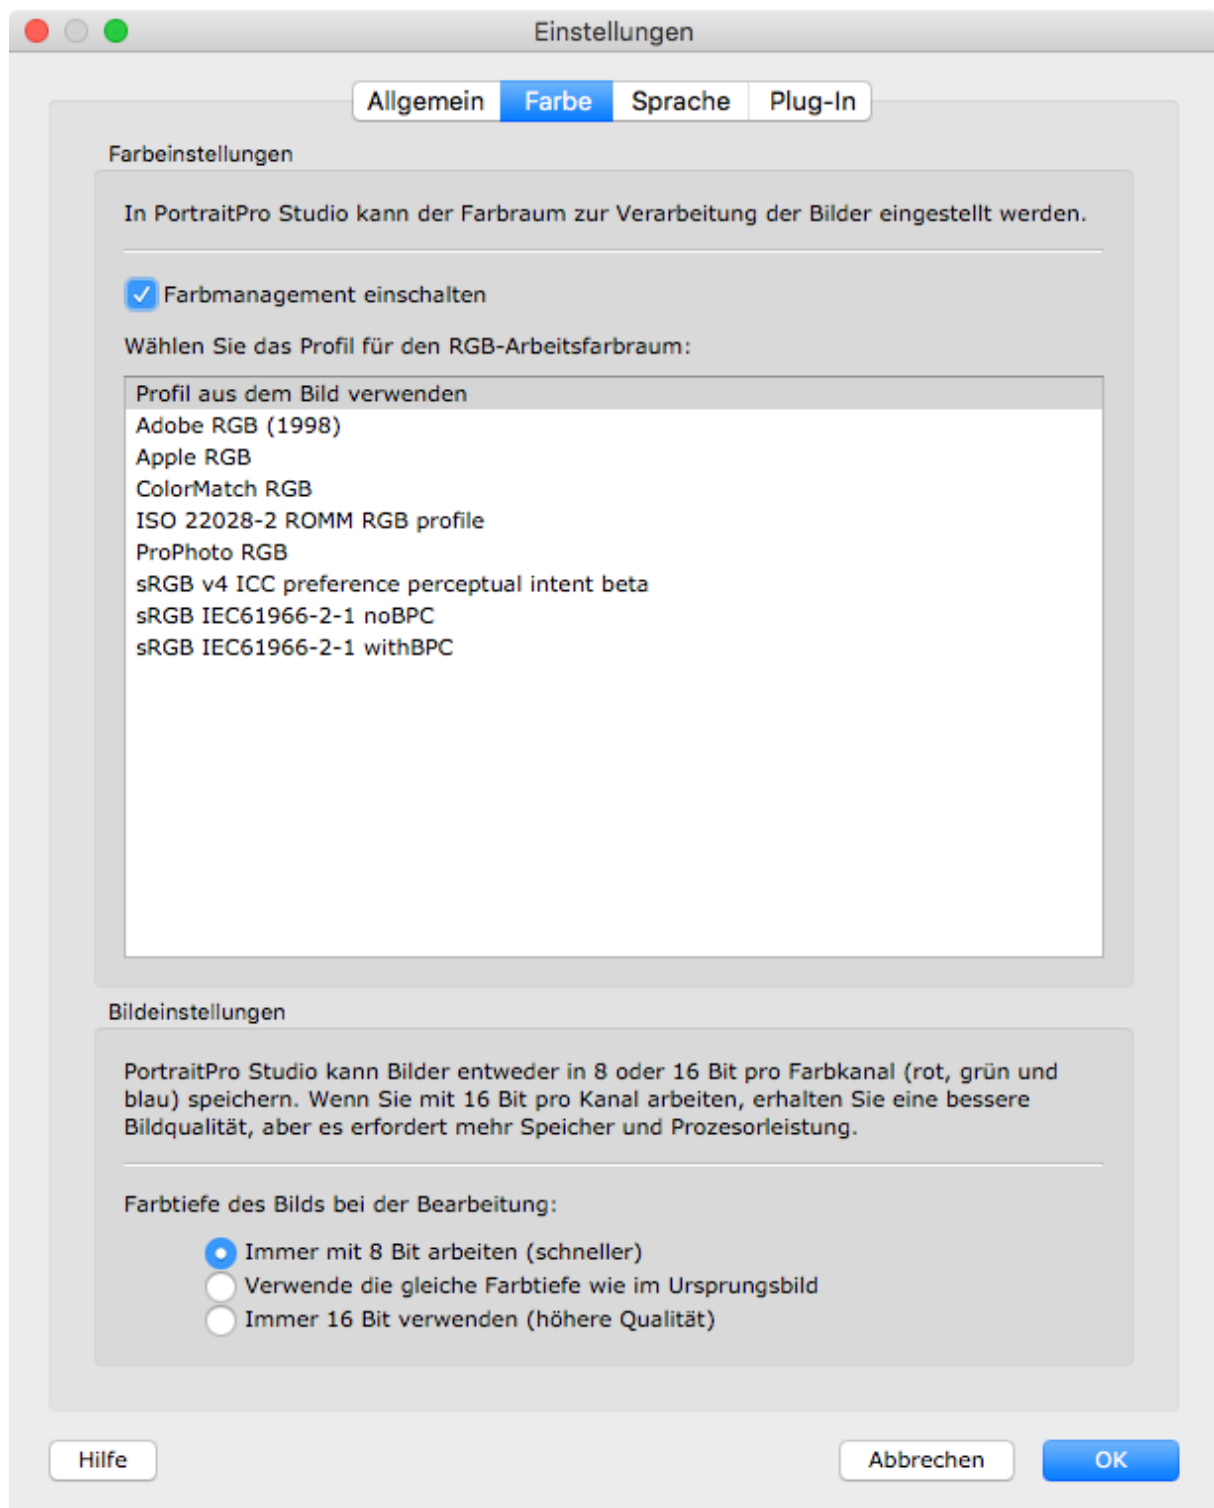 Einstellungen
Allgemein Farbe Sprache Plug-In
Farbeinstellungen
In PortraitPro Studio kann der Farbraum zur Verarbeitung der Bilder eingestellt werden.
Farbmanagement einschalten
Wählen Sie das Profil für den RGB-Arbeitsfarbraum:
Profil aus dem Bild verwenden
Adobe RGB (1998)
Apple RGB
ColorMatch RGB
ISO 22028-2 ROMM RGB profile
ProPhoto RGB
sRGB v4 ICC preference perceptual intent beta
sRGB IEC61966-2-1 noBPC
sRGB IEC61966-2-1 withBPC
Bildeinstellungen
PortraitPro Studio kann Bilder entweder in 8 oder 16 Bit pro Farbkanal (rot, grün und
blau) speichern. Wenn Sie mit 16 Bit pro Kanal arbeiten, erhalten Sie eine bessere
Bildqualität, aber es erfordert mehr Speicher und Prozesorleistung.
Farbtiefe des Bilds bei der Bearbeitung:
Immer mit 8 Bit arbeiten (schneller)
Verwende die gleiche Farbtiefe wie im Ursprungsbild
Immer 16 Bit verwenden (höhere Qualität)
Hilfe Abbrechen OK